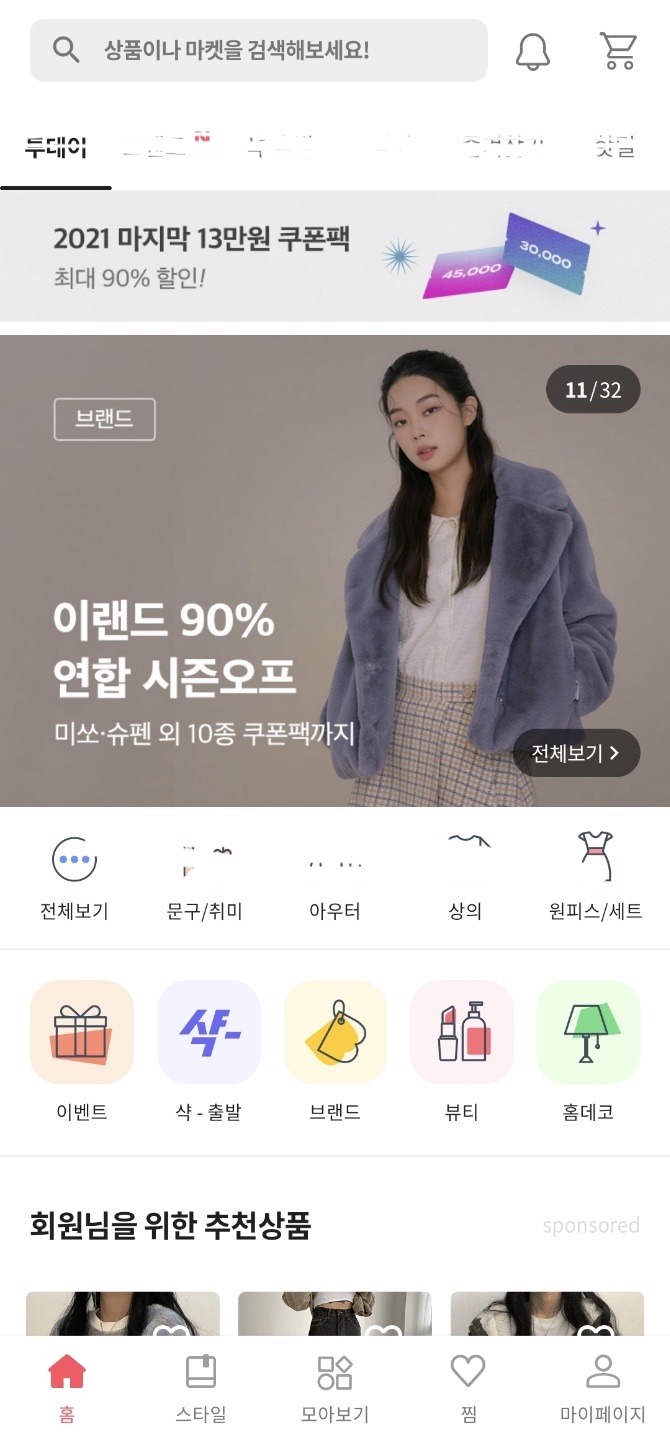 상품이나 마켓을 검색해보세요!
투데이
N
핫딜
2021 마지막 13만원 쿠폰팩
최대 90% 할인!
45,000
30,000
11/32
브랜드
이랜드 90%
연합 시즌오프
미쏘·슈펜 외 10종 쿠폰팩까지
전체보기
전체보기 문구/취미 아우터 상의 원피스/세트
샥-
이벤트 샥 - 출발 브랜드 뷰티 홈데코
회원님을 위한 추천상품 sponsored
홈 스타일 모아보기 찜 마이페이지